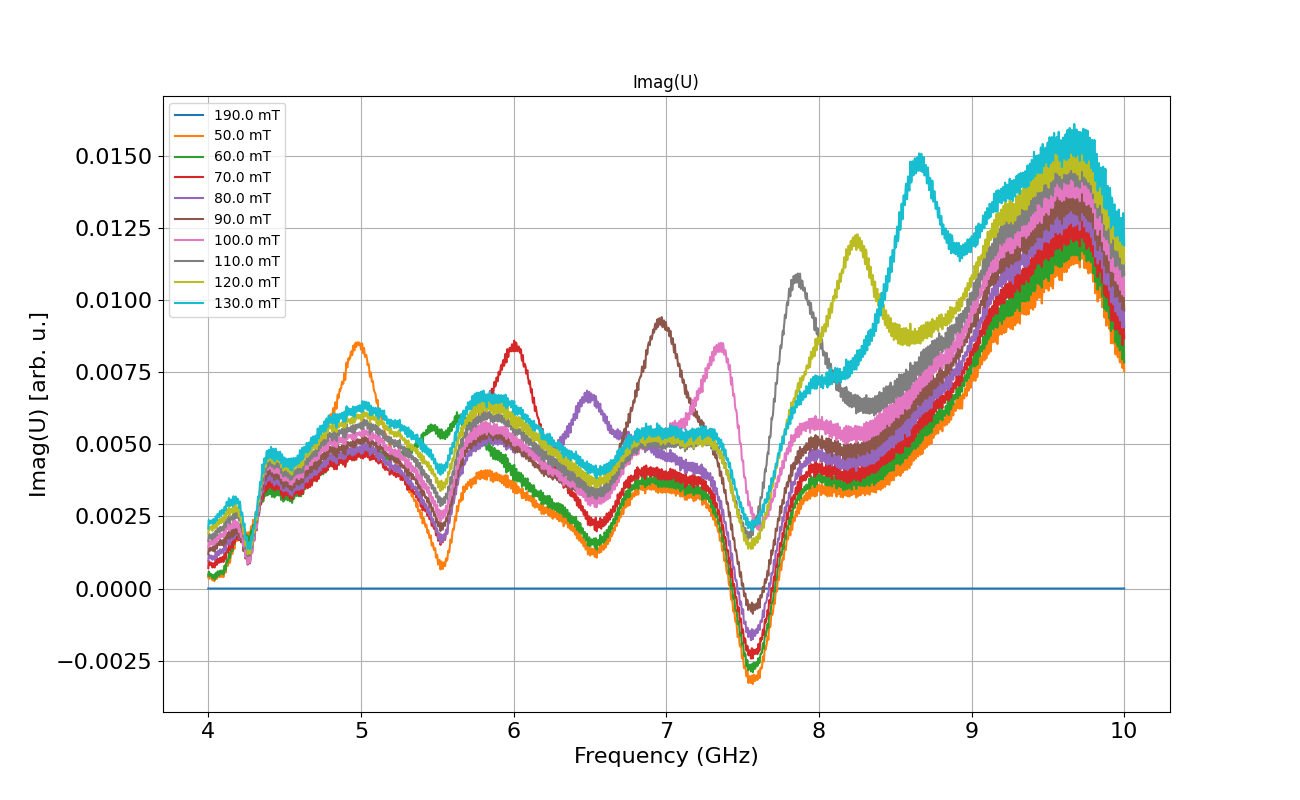 Imag(U)
190.0 mT
50.0 mT
60.0 mT
70.0 mT
80.0 mT
90.0 mT
100.0 mT
110.0 mT
120.0 mT
130.0 mT
0.0150
0.0125
0.0100
0.0075
0.0050
0.0025
0.0000
−0.0025
Imag(U) [arb. u.]
4 5 6 7 8 9 10
Frequency (GHz)